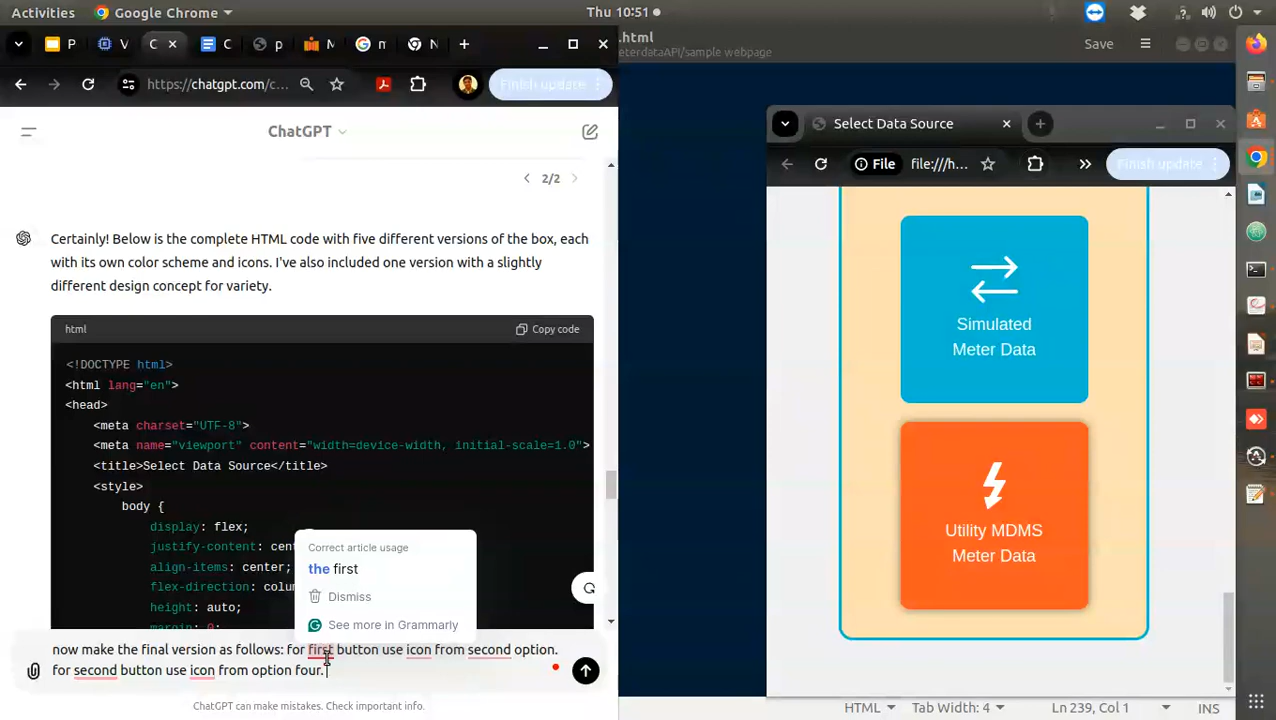 Activities
Google Chrome
Thu 10:51
.html
eterdataAPI/sample webpage
Save
P
V
C
C
p
M
m
N
https://chatgpt.com/c...
Finish update
ChatGPT
2/2
Certainly! Below is the complete HTML code with five different versions of the box, each
with its own color scheme and icons. I've also included one version with a slightly
different design concept for variety.
html
Copy code
<!DOCTYPE html>
<html lang="en">
<head>
<meta charset="UTF-8">
<meta name="viewport" content="width=device-width, initial-scale=1.0">
<title>Select Data Source</title>
<style>
body {
display: flex;
justify-content: cen
align-items: center;
flex-direction: colu
height: auto;
margin: 0;
Correct article usage
the first
Dismiss
See more in Grammarly
now make the final version as follows: for first button use icon from second option.
for second button use icon from option four.
ChatGPT can make mistakes. Check important info.
Select Data Source
File
file:///h...
Finish update
Simulated
Meter Data
Utility MDMS
Meter Data
HTML
Tab Width: 4
Ln 239, Col 1
INS